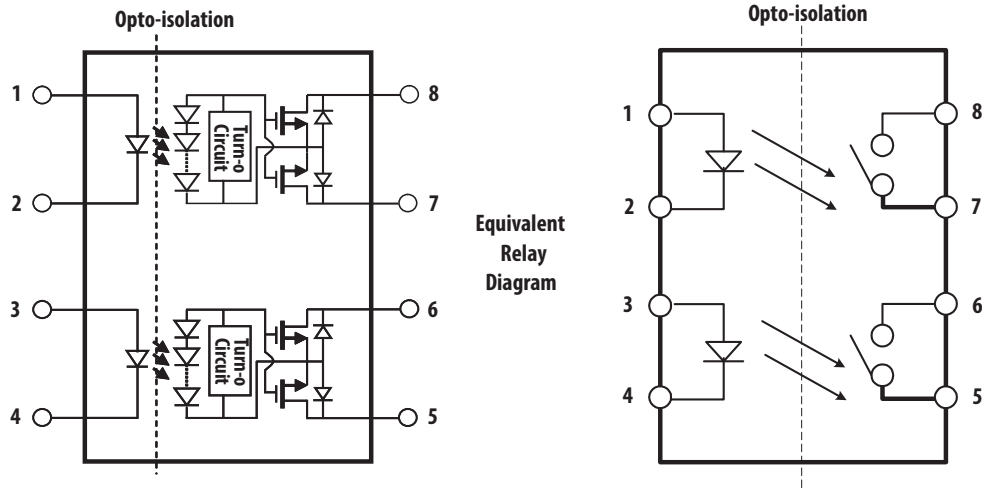 Opto-isolation
1
2
3
4
Turn-o
Circuit
Turn-o
Circuit
8
7
6
5
Equivalent
Relay
Diagram
Opto-isolation
1
2
3
4
8
7
6
5